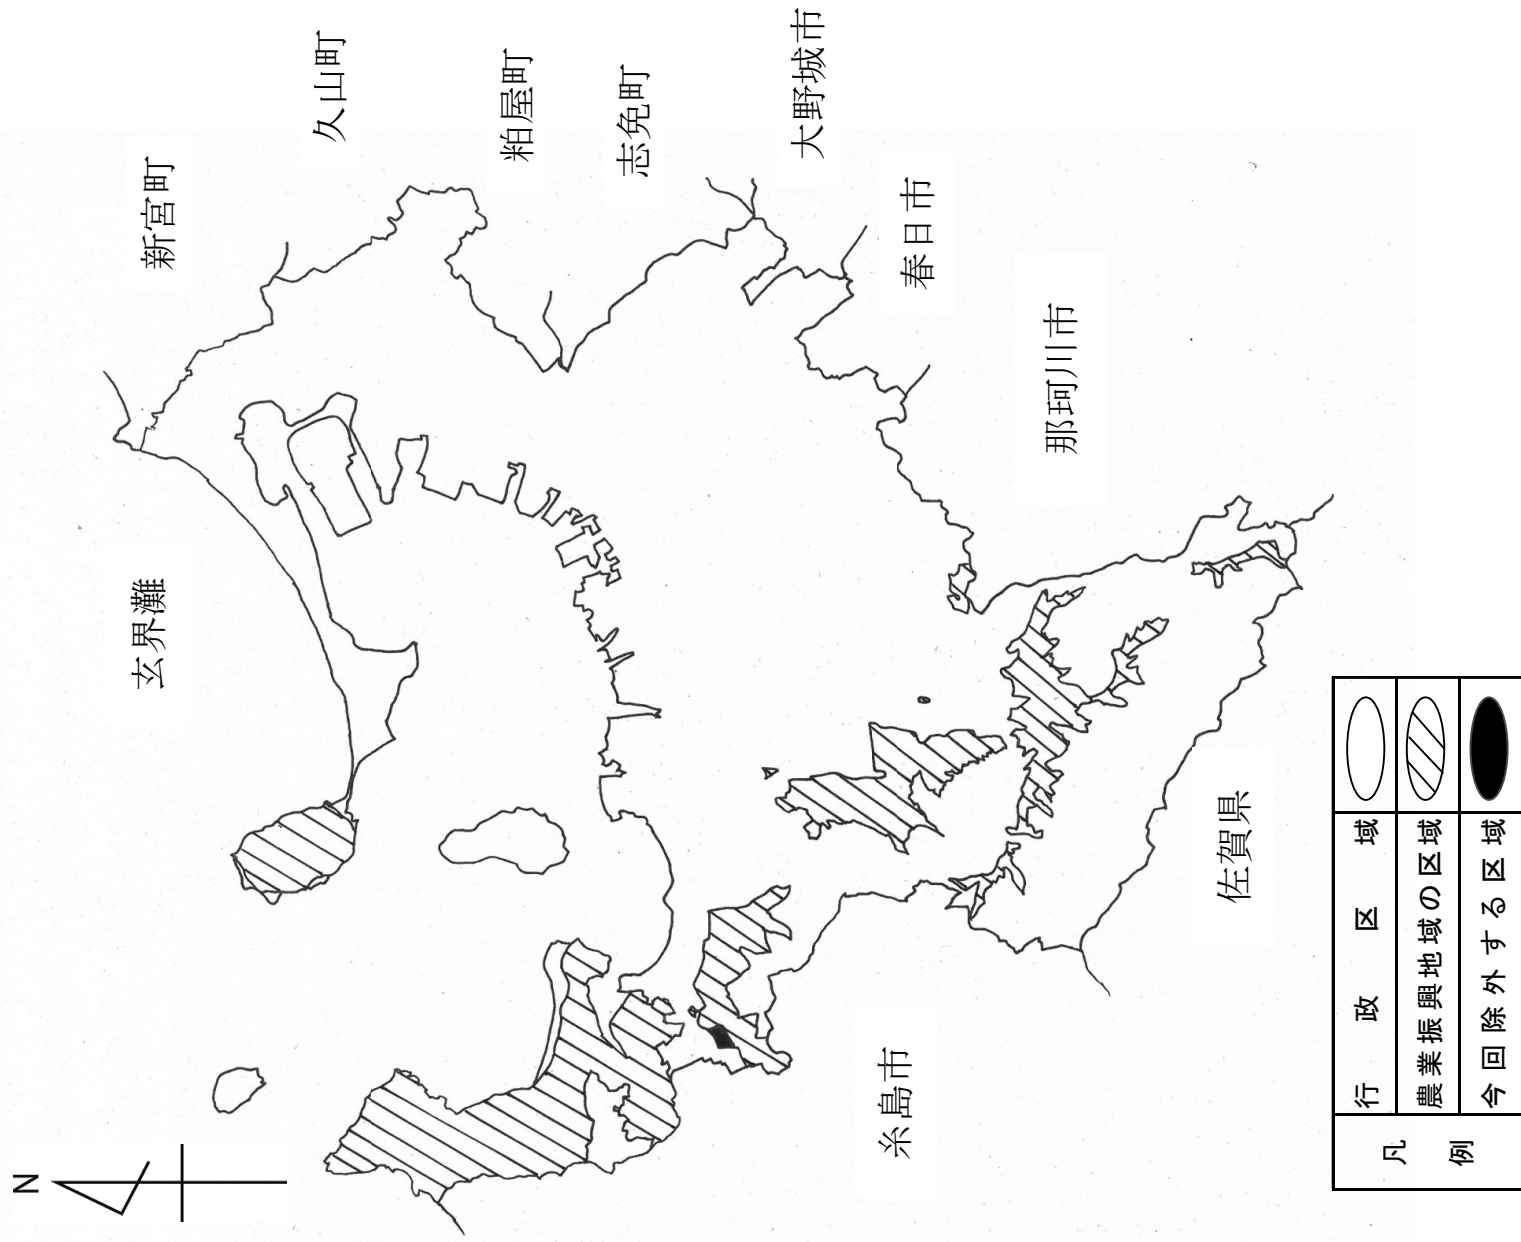 N
新宮町
久山町
粕屋町
志免町
大野城市
春日市
那珂川市
玄界灘
佐賀県
糸島市
凡例
行政区域
農業振興地域の区域
今回除外する区域